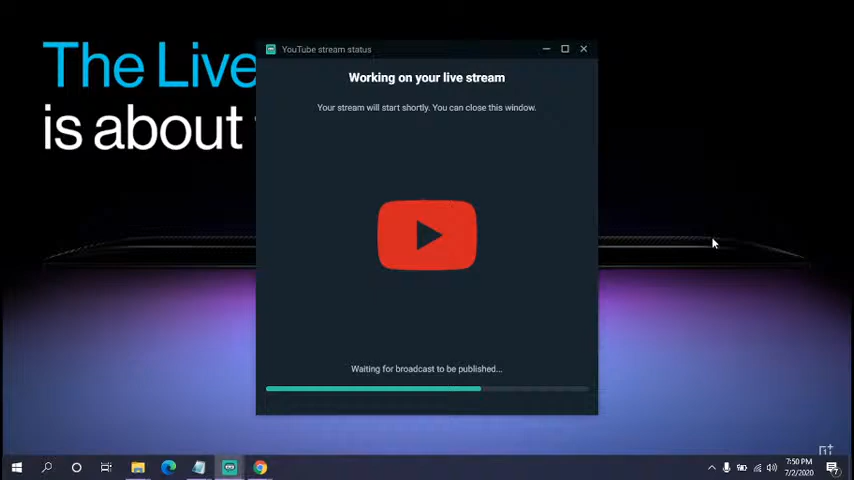 The Live
is about
YouTube stream status
Working on your live stream
Your stream will start shortly. You can close this window.
Waiting for broadcast to be published...
7:50 PM
7/2/2020